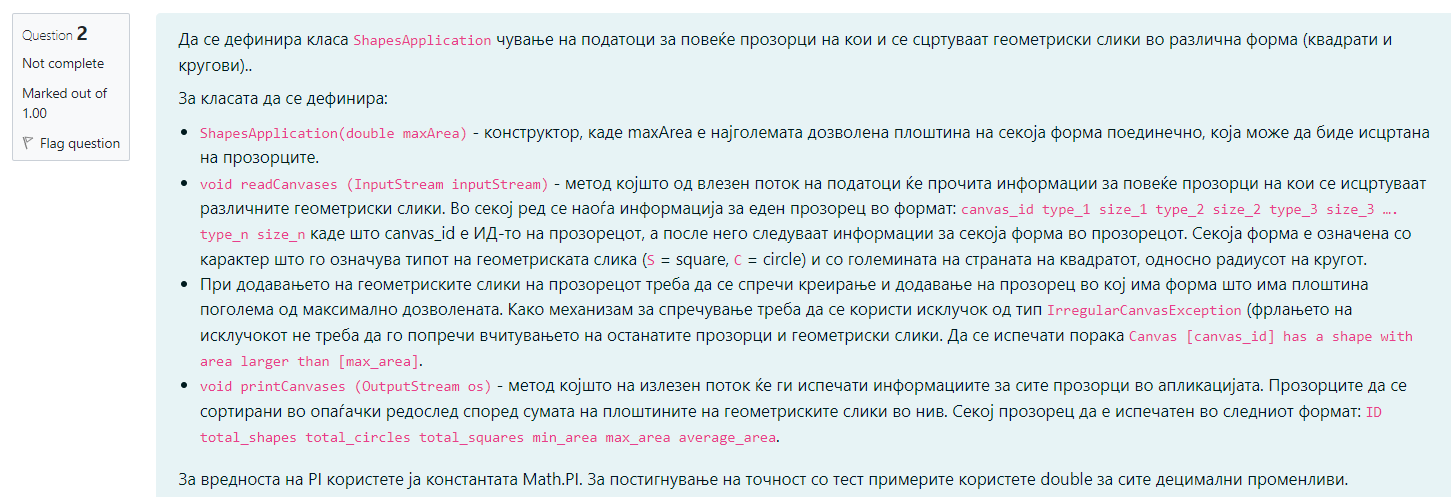 Question 2
Not complete
Marked out of
1.00
Flag question
Да се дефинира класа ShapesApplication чување на податоци за повеќе прозорци на кои и се сцртуваат геометриски слики во различна форма (квадрати и
кругови)..
За класата да се дефинира:
ShapesApplication(double maxArea) - конструктор, каде maxArea е најголемата дозволена плоштина на секоја форма поединечно, која може да биде исцртана
на прозорците.
void readCanvases (InputStream inputStream) - метод којшто од влезен поток на податоци ќе прочита информации за повеќе прозорци на кои се исцртуваат
различните геометриски слики. Во секој ред се наоѓа информација за еден прозорец во формат: canvas_id type_1 size_1 type_2 size_2 type_3 size_3 ….
type_n size_n каде што canvas_id е ИД-то на прозорецот, а после него следуваат информации за секоја форма во прозорецот. Секоја форма е означена со
карактер што го означува типот на геометриската слика (S = square, C = circle) и со големината на страната на квадратот, односно радиусот на кругот.
При додавањето на геометриските слики на прозорецот треба да се спречи креирање и додавање на прозорец во кој има форма што има плоштина
поголема од максимално дозволената. Како механизам за спречување треба да се користи исклучок од тип IrregularCanvasException (фрлањето на
исклучокот не треба да го попречи вчитувањето на останатите прозорци и геометриски слики. Да се испечати порака Canvas [canvas_id] has a shape with
area larger than [max_area].
void printCanvases (OutputStream os) - метод којшто на излезен поток ќе ги испечати информациите за сите прозорци во апликацијата. Прозорците да се
сортирани во опаѓачки редослед според сумата на плоштините на геометриските слики во нив. Секој прозорец да е испечатен во следниот формат: ID
total_shapes total_circles total_squares min_area max_area average_area.
За вредноста на PI користете ја константата Math.PI. За постигнување на точност со тест примерите користете double за сите децимални променливи.